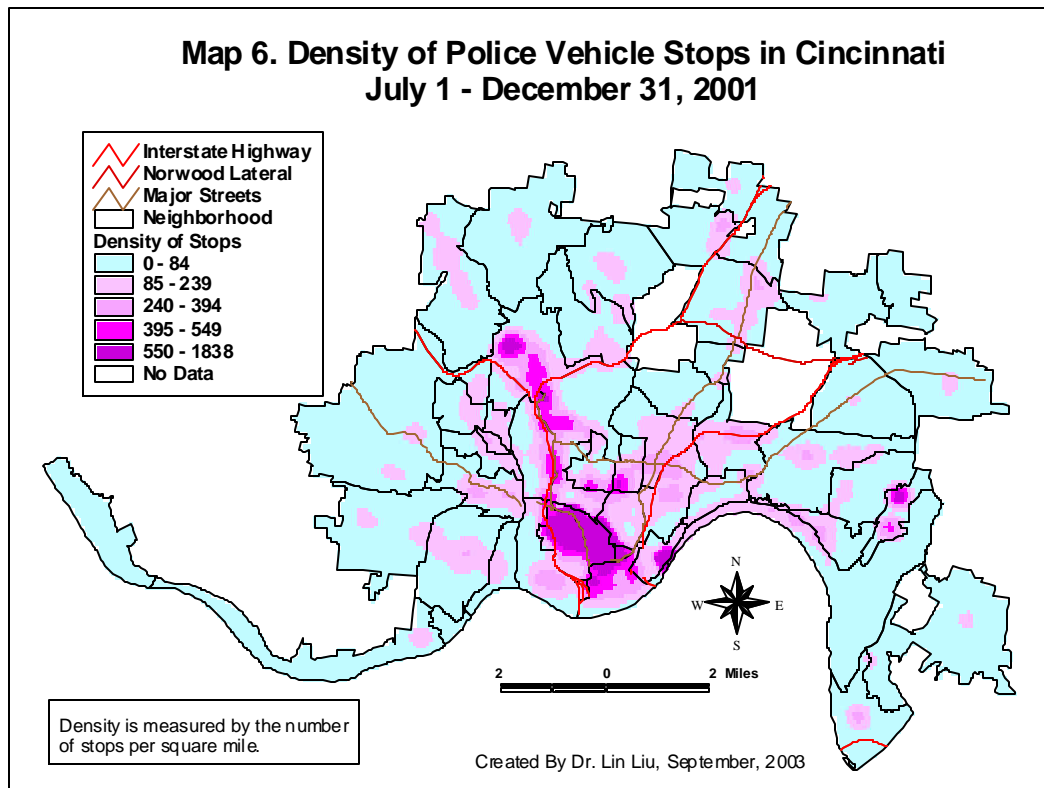 Map 6. Density of Police Vehicle Stops in Cincinnati
July 1 - December 31, 2001
Interstate Highway
Norwood Lateral
Major Streets
Neighborhood
Density of Stops
0 - 84
85 - 239
240 - 394
395 - 549
550 - 1838
No Data
N
W E
S
2 0 2 Miles
Density is measured by the number
of stops per square mile.
Created By Dr. Lin Liu, September, 2003